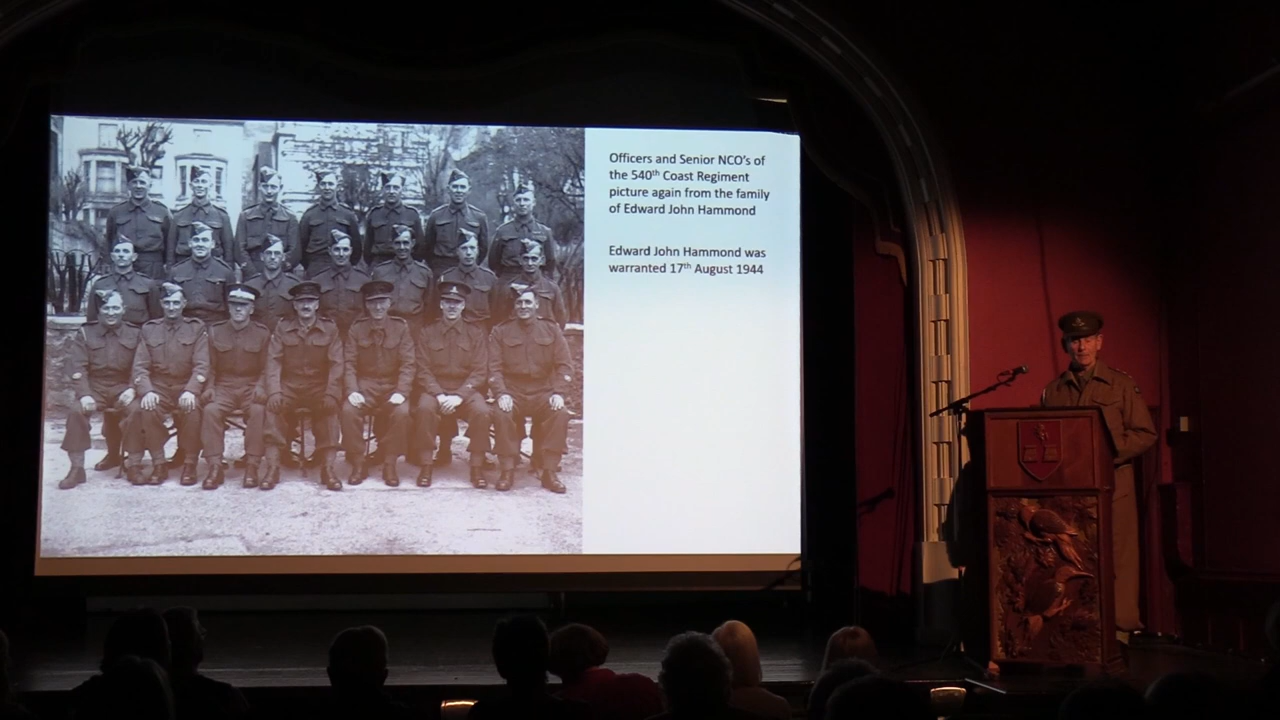 Officers and Senior NCO's of
the 540th Coast Regiment
picture again from the family
of Edward John Hammond
Edward John Hammond was
warranted 17th August 1944